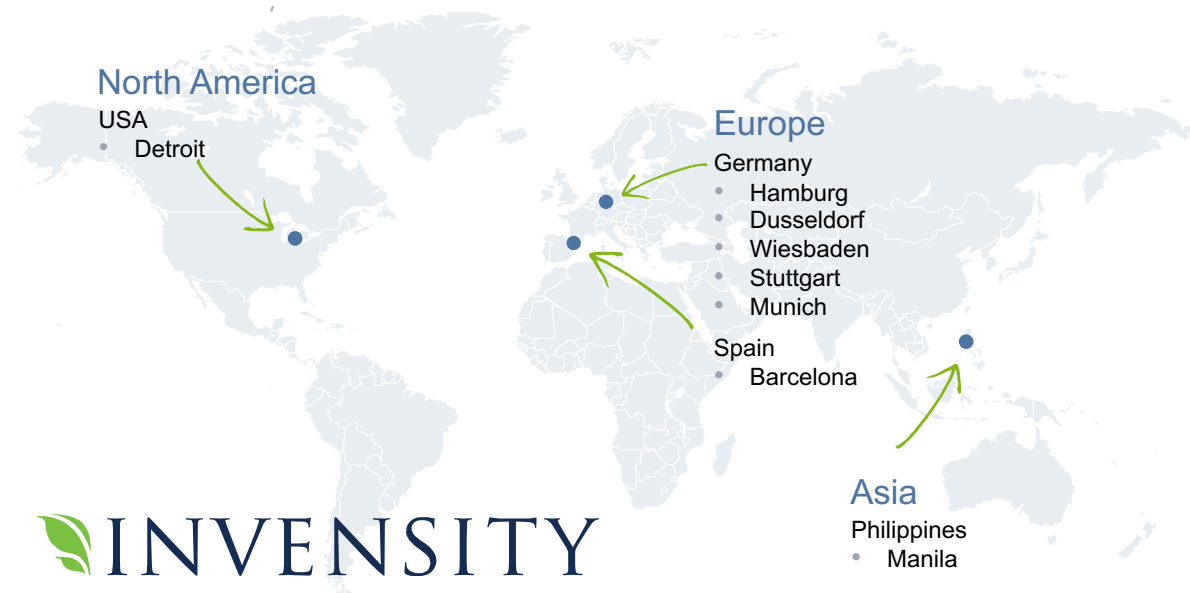 North America
USA
• Detroit
Europe
Germany
• Hamburg
• Dusseldorf
• Wiesbaden
• Stuttgart
• Munich
Spain
• Barcelona
Asia
Philippines
• Manila
INVENSITY